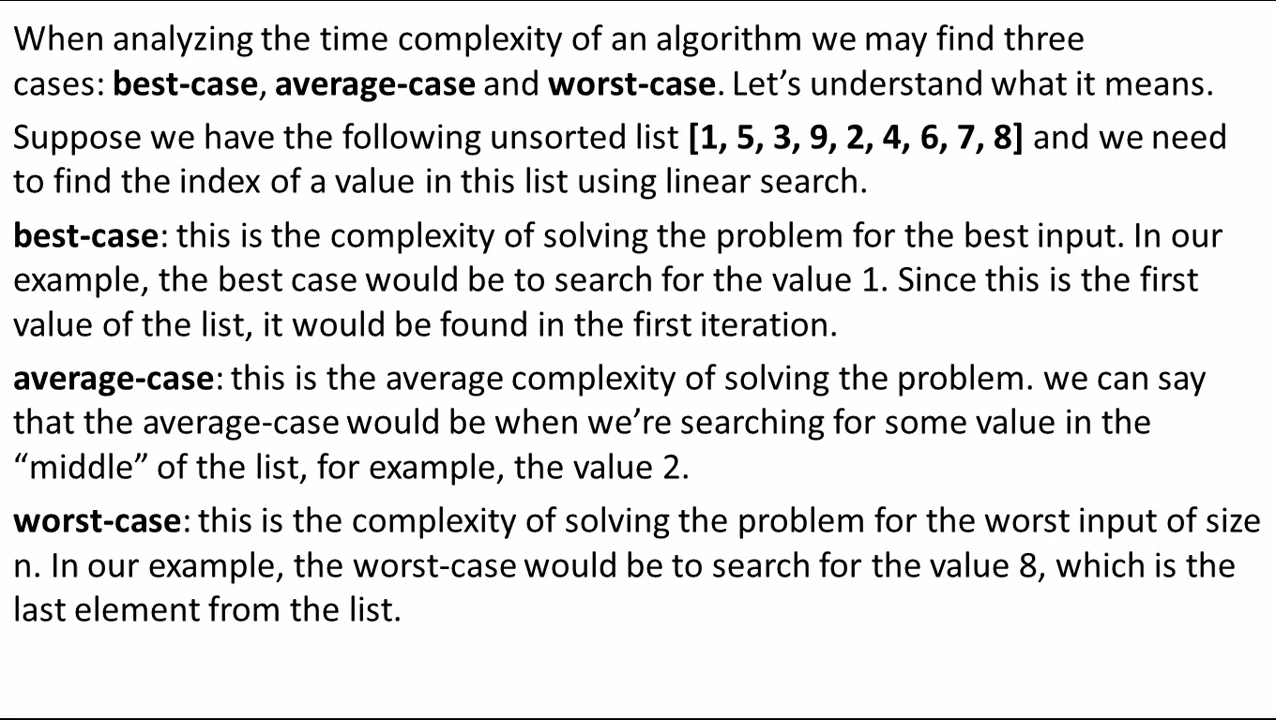 When analyzing the time complexity of an algorithm we may find three
cases: best-case, average-case and worst-case. Let’s understand what it means.
Suppose we have the following unsorted list [1, 5, 3, 9, 2, 4, 6, 7, 8] and we need
to find the index of a value in this list using linear search.
best-case: this is the complexity of solving the problem for the best input. In our
example, the best case would be to search for the value 1. Since this is the first
value of the list, it would be found in the first iteration.
average-case: this is the average complexity of solving the problem. we can say
that the average-case would be when we’re searching for some value in the
“middle” of the list, for example, the value 2.
worst-case: this is the complexity of solving the problem for the worst input of size
n. In our example, the worst-case would be to search for the value 8, which is the
last element from the list.